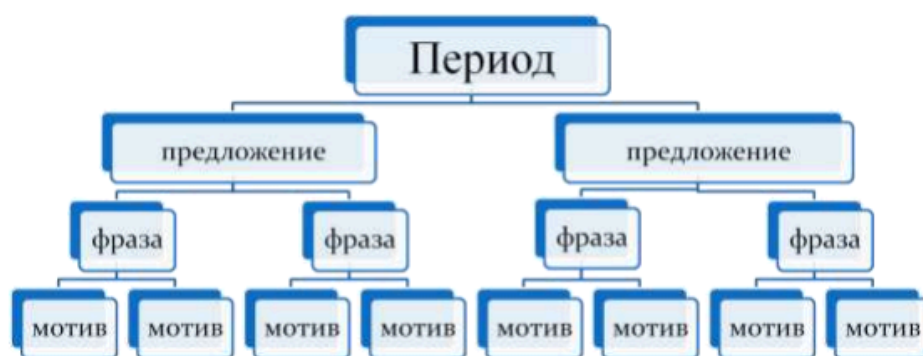 Период
предложение предложение
фраза фраза фраза фраза
мотив мотив мотив мотив мотив мотив мотив мотив